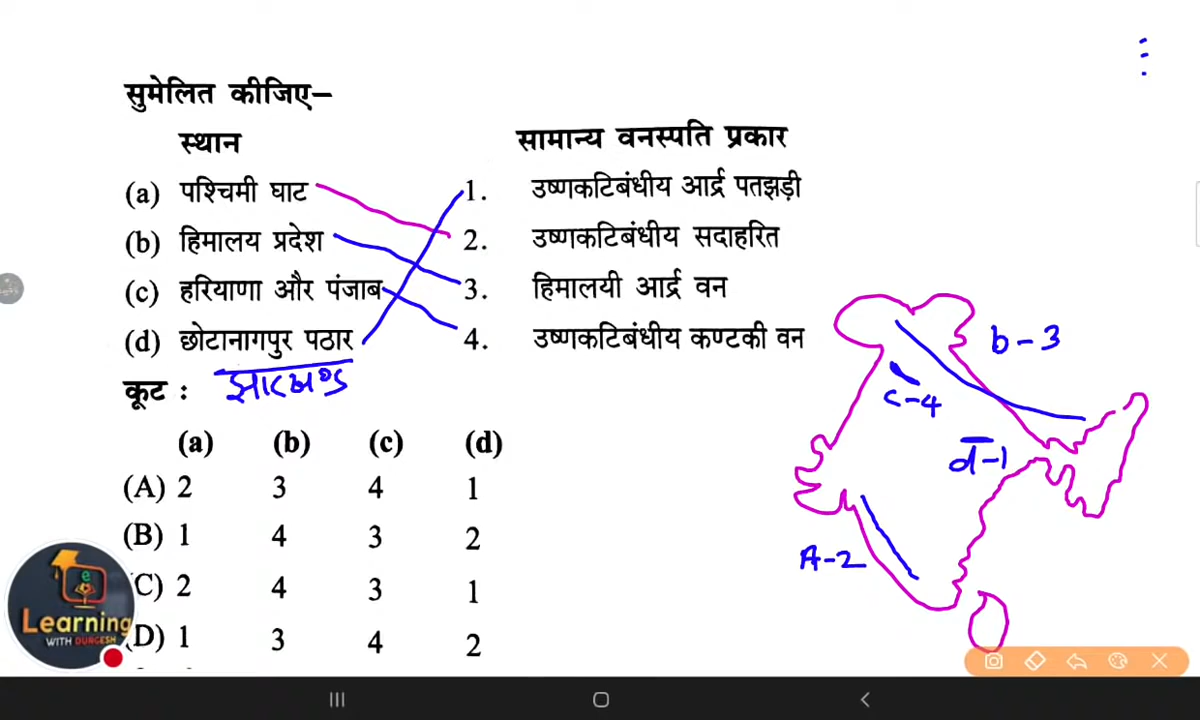 सुमेलित कीजिए–
स्थान सामान्य वनस्पति प्रकार
(a) पश्चिमी घाट 1. उष्णकटिबंधीय आर्द्र पतझड़ी
(b) हिमालय प्रदेश 2. उष्णकटिबंधीय सदाहरित
(c) हरियाणा और पंजाब 3. हिमालयी आर्द्र वन
(d) छोटानागपुर पठार 4. उष्णकटिबंधीय कण्टकी वन
झारखण्ड
कूट :
(a) (b) (c) (d)
(A) 2 3 4 1
(B) 1 4 3 2
(C) 2 4 3 1
(D) 1 3 4 2
b-3
c-4
d-1
A-2
e
Learning
WITH DURGESH